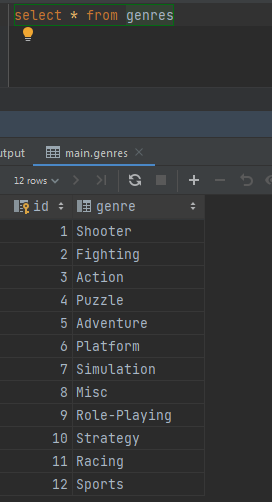 select * from genres
output
main.genres
12 rows
id genre
1 Shooter
2 Fighting
3 Action
4 Puzzle
5 Adventure
6 Platform
7 Simulation
8 Misc
9 Role-Playing
10 Strategy
11 Racing
12 Sports